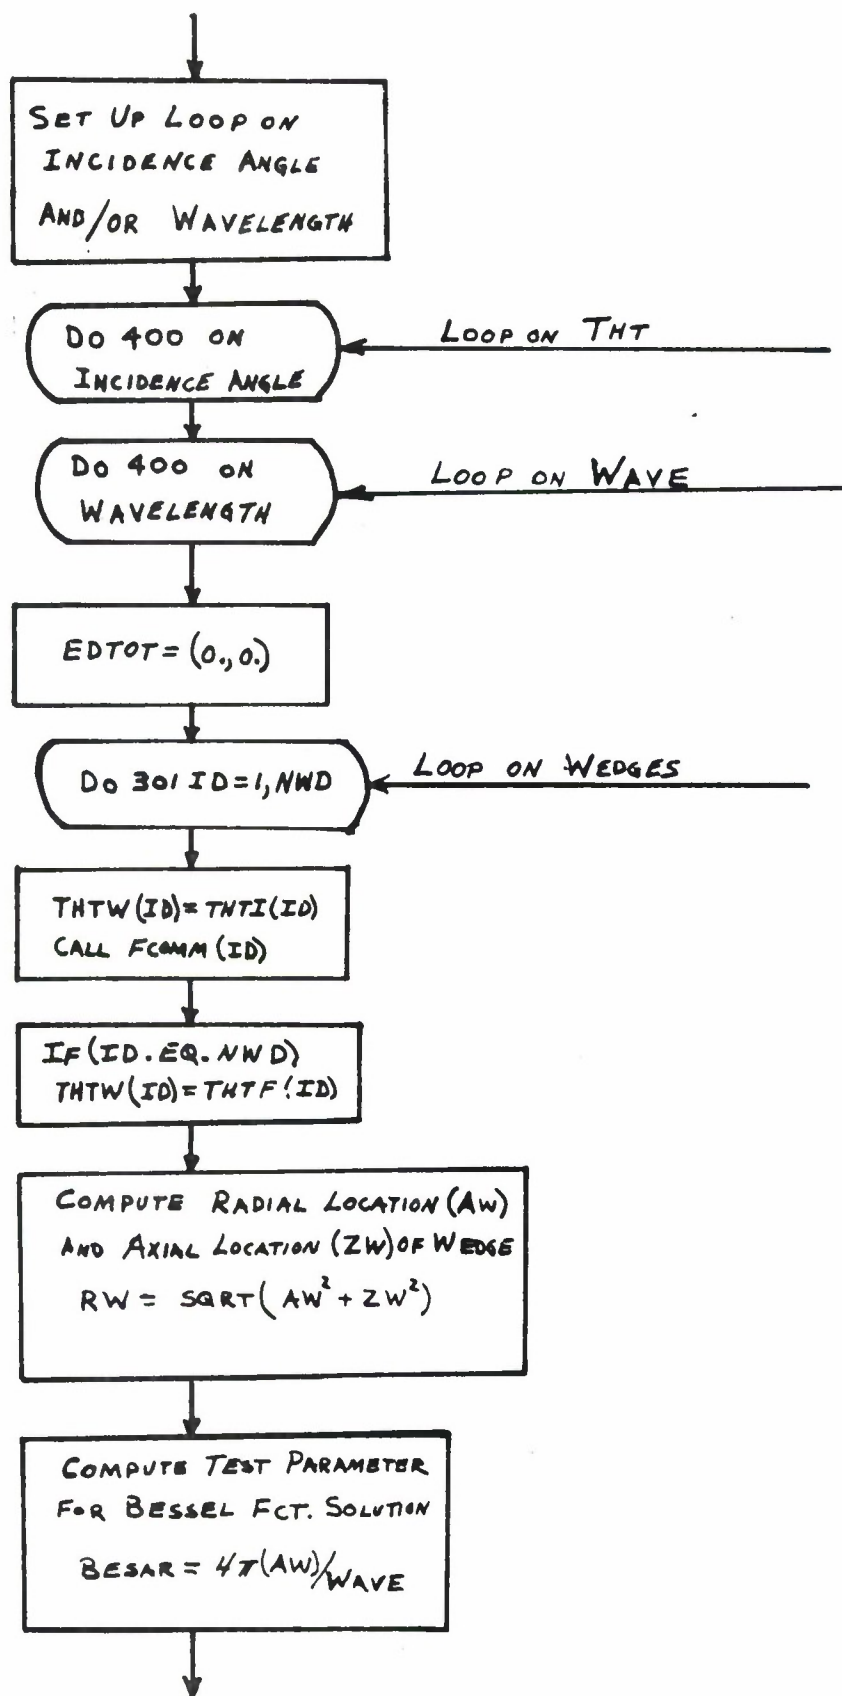 SET UP LOOP ON
INCIDENCE ANGLE
AND/OR WAVELENGTH
DO 400 ON
INCIDENCE ANGLE
LOOP ON THT
DO 400 ON
WAVELENGTH
LOOP ON WAVE
EDTOT = (0.,0.)
DO 301 ID=1, NWD
LOOP ON WEDGES
THTW(ID)= THTI(ID)
CALL FCOMM(ID)
IF(ID.EQ.NWD)
THTW(ID)=THTF(ID)
COMPUTE RADIAL LOCATION(AW)
AND AXIAL LOCATION (ZW) OF WEDGE
RW = SQRT(AW² + ZW²)
COMPUTE TEST PARAMETER
FOR BESSEL FCT. SOLUTION
BESAR = 4π(AW)/WAVE